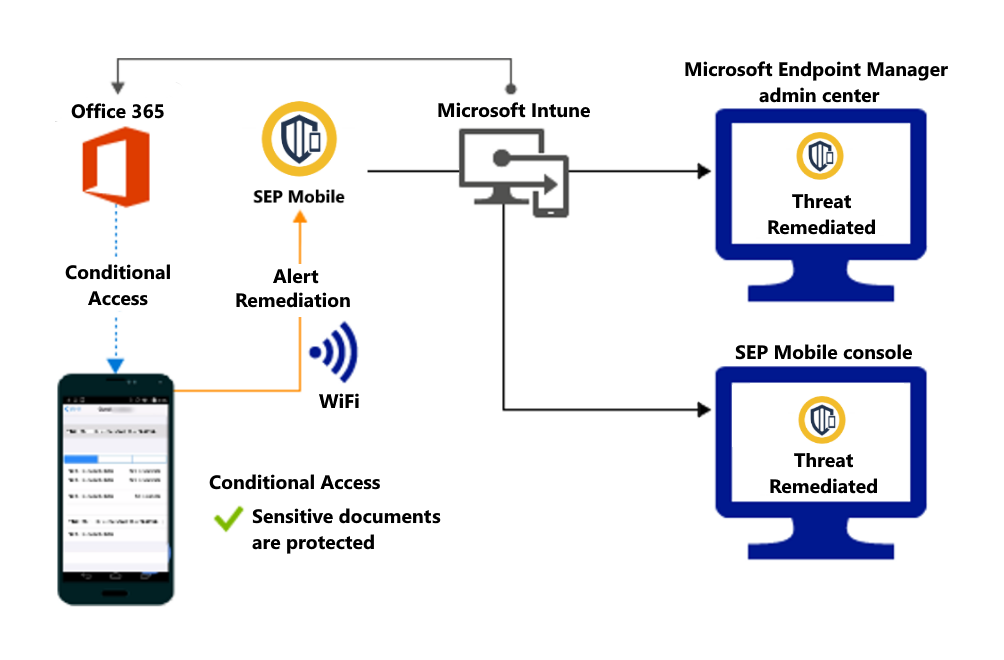 Microsoft Endpoint Manager
admin center
Office 365
Microsoft Intune
SEP Mobile
Threat
Remediated
Conditional
Access
Alert
Remediation
WiFi
SEP Mobile console
Threat
Remediated
Conditional Access
Sensitive documents
are protected